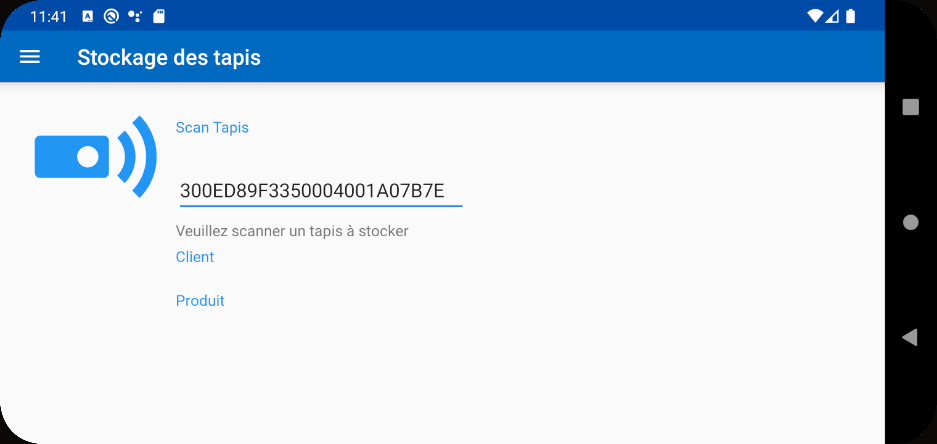 11:41
Stockage des tapis
Scan Tapis
300ED89F3350004001A07B7E
Veuillez scanner un tapis à stocker
Client
Produit